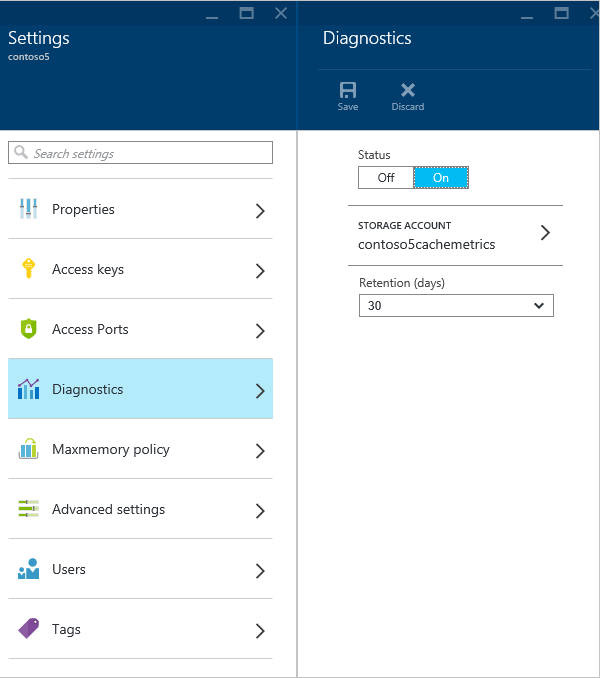 Settings
contoso5
Search settings
Properties
Access keys
Access Ports
Diagnostics
Maxmemory policy
Advanced settings
Users
Tags
Diagnostics
Save
Discard
Status
Off
On
STORAGE ACCOUNT
contoso5cachemetrics
Retention (days)
30